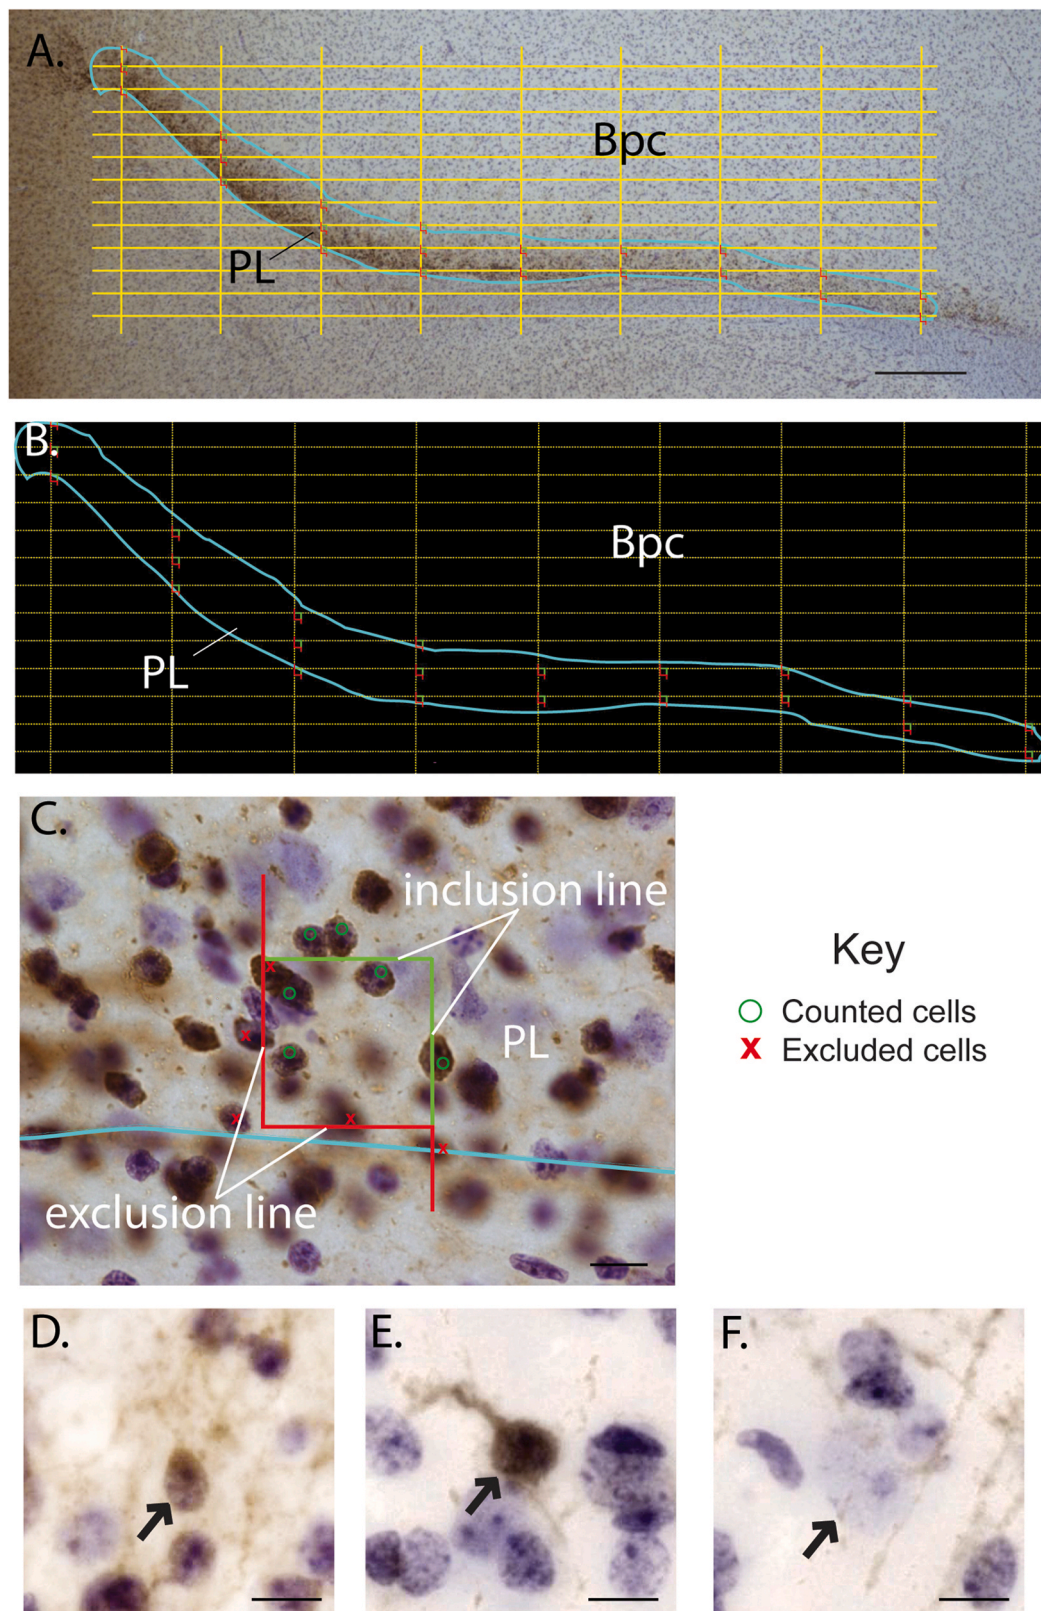 A.
Bpc
PL
B.
Bpc
PL
C.
inclusion line
PL
exclusion line
Key
Counted cells
x Excluded cells
D.
E.
F.